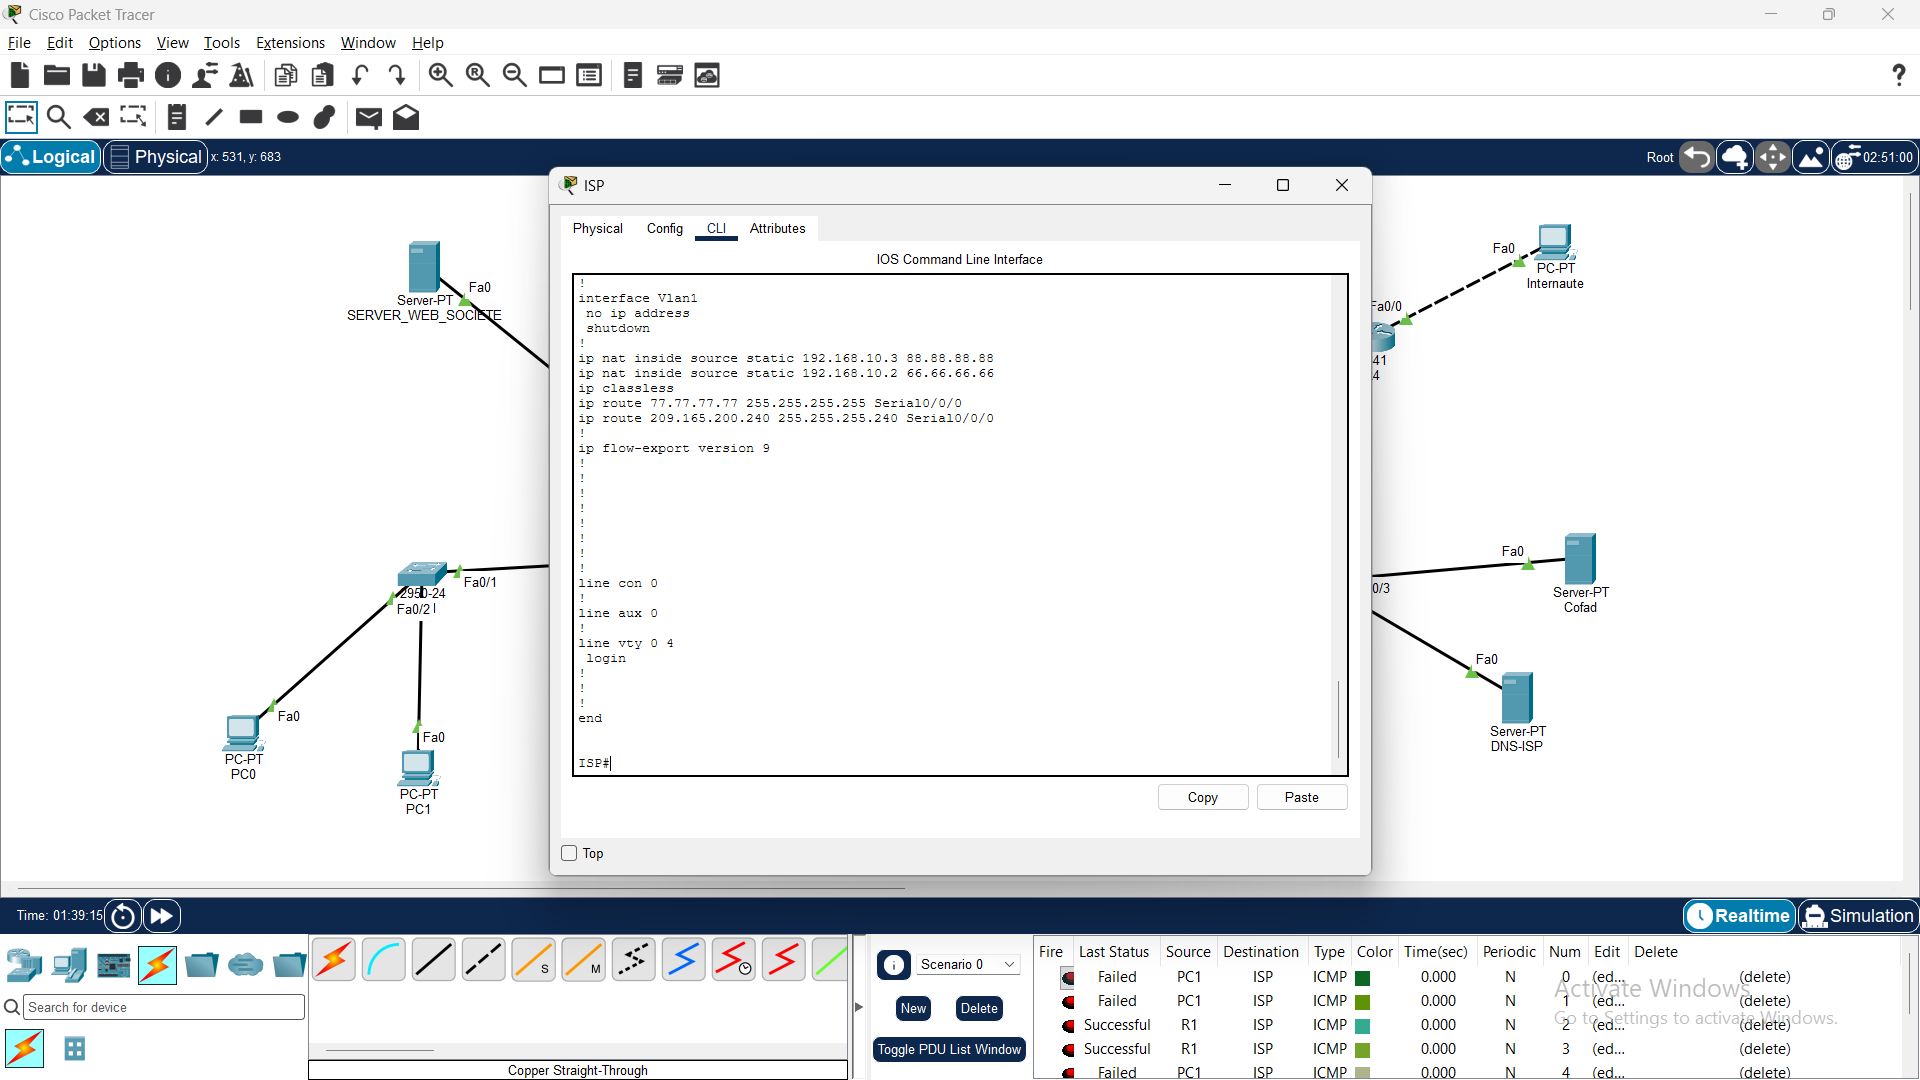 Cisco Packet Tracer
File Edit Options View Tools Extensions Window Help
Logical Physical x: 531, y: 683 Root 02:51:00
ISP
Physical Config CLI Attributes
IOS Command Line Interface
!
interface Vlan1
no ip address
shutdown
!
ip nat inside source static 192.168.10.3 88.88.88.88
ip nat inside source static 192.168.10.2 66.66.66.66
ip classless
ip route 77.77.77.77 255.255.255.255 Serial0/0/0
ip route 209.165.200.240 255.255.255.240 Serial0/0/0
!
ip flow-export version 9
!
!
!
!
!
!
!
!
line con 0
!
line aux 0
!
line vty 0 4
login
!
!
!
end
ISP#
Copy Paste
Top
Fa0
Server-PT
SERVER_WEB_SOCIETE
Fa0/1
2950-24
Fa0/2
Fa0
PC-PT
PC0
Fa0
PC-PT
PC1
Fa0
PC-PT
Internaute
Fa0/0
41
4
Fa0
Server-PT
Cofad
0/3
Fa0
Server-PT
DNS-ISP
Time: 01:39:15 Realtime Simulation
Search for device
S M
Copper Straight-Through
Scenario 0
New Delete
Toggle PDU List Window
Fire Last Status Source Destination Type Color Time(sec) Periodic Num Edit Delete
Failed PC1 ISP ICMP 0.000 N 0 (ed... (delete)
Failed PC1 ISP ICMP 0.000 N 1 (ed... (delete)
Successful R1 ISP ICMP 0.000 N 2 (ed... (delete)
Successful R1 ISP ICMP 0.000 N 3 (ed... (delete)
Failed PC1 ISP ICMP 0.000 N 4 (ed... (delete)
Activate Windows
Go to Settings to activate Windows.